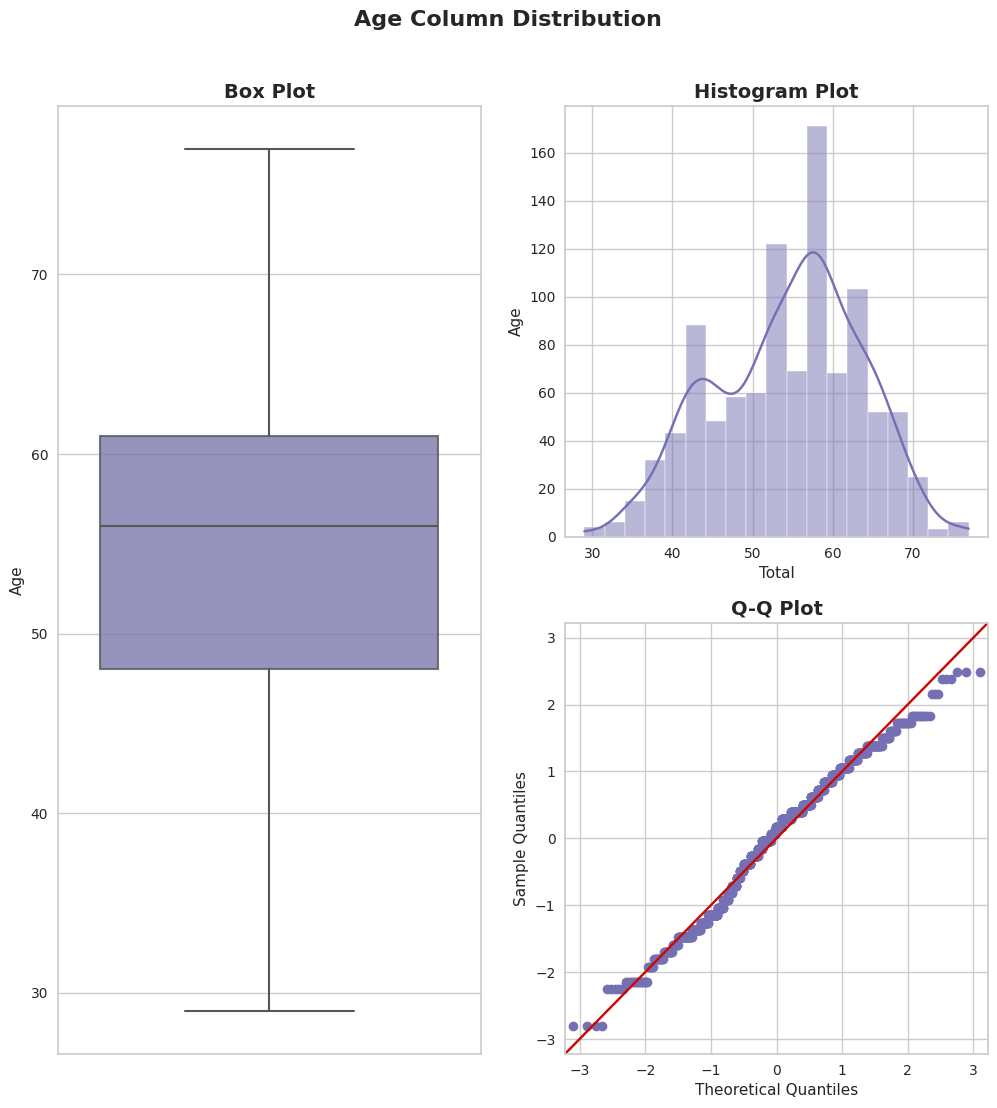 Age Column Distribution
Box Plot
Age
70
60
50
40
30
Histogram Plot
Age
160
140
120
100
80
60
40
20
0
30 40 50 60 70
Total
Q-Q Plot
Sample Quantiles
3
2
1
0
−1
−2
−3
−3 −2 −1 0 1 2 3
Theoretical Quantiles